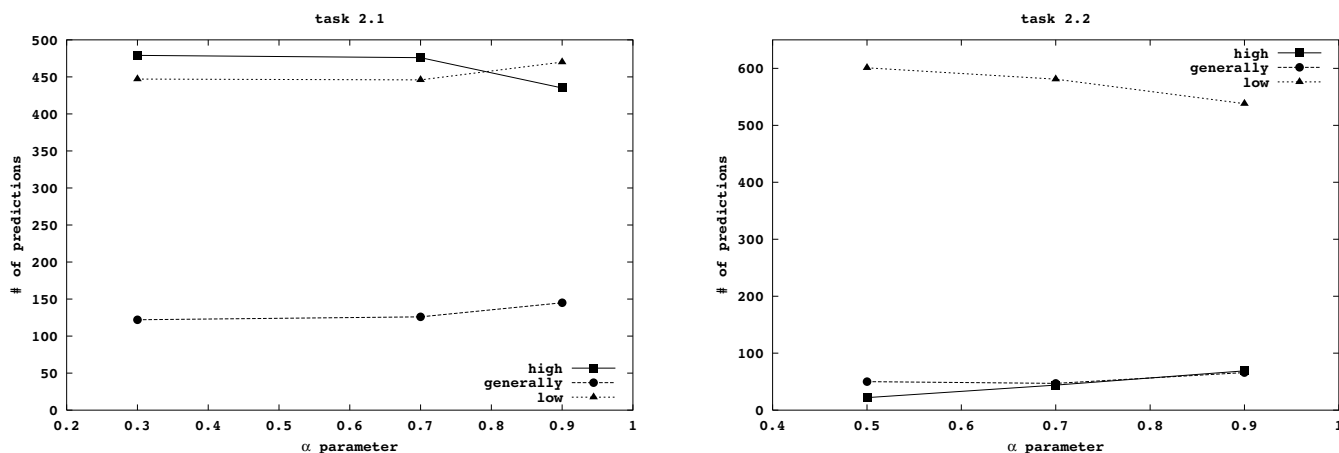 task 2.1
500
450
400
350
300
250
200
150
100
50
0
# of predictions
0.2 0.3 0.4 0.5 0.6 0.7 0.8 0.9 1
α parameter
high
generally
low
task 2.2
600
500
400
300
200
100
0
# of predictions
0.4 0.5 0.6 0.7 0.8 0.9 1
α parameter
high
generally
low